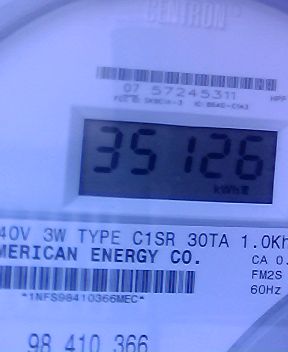 CENTRON
07 57245311
35126
kWh
40V 3W TYPE C1SR 30TA 1.0Kh
MERICAN ENERGY CO.
CA 0.
FM2S
60Hz
*1NFS98410366MEC*
98 410 366